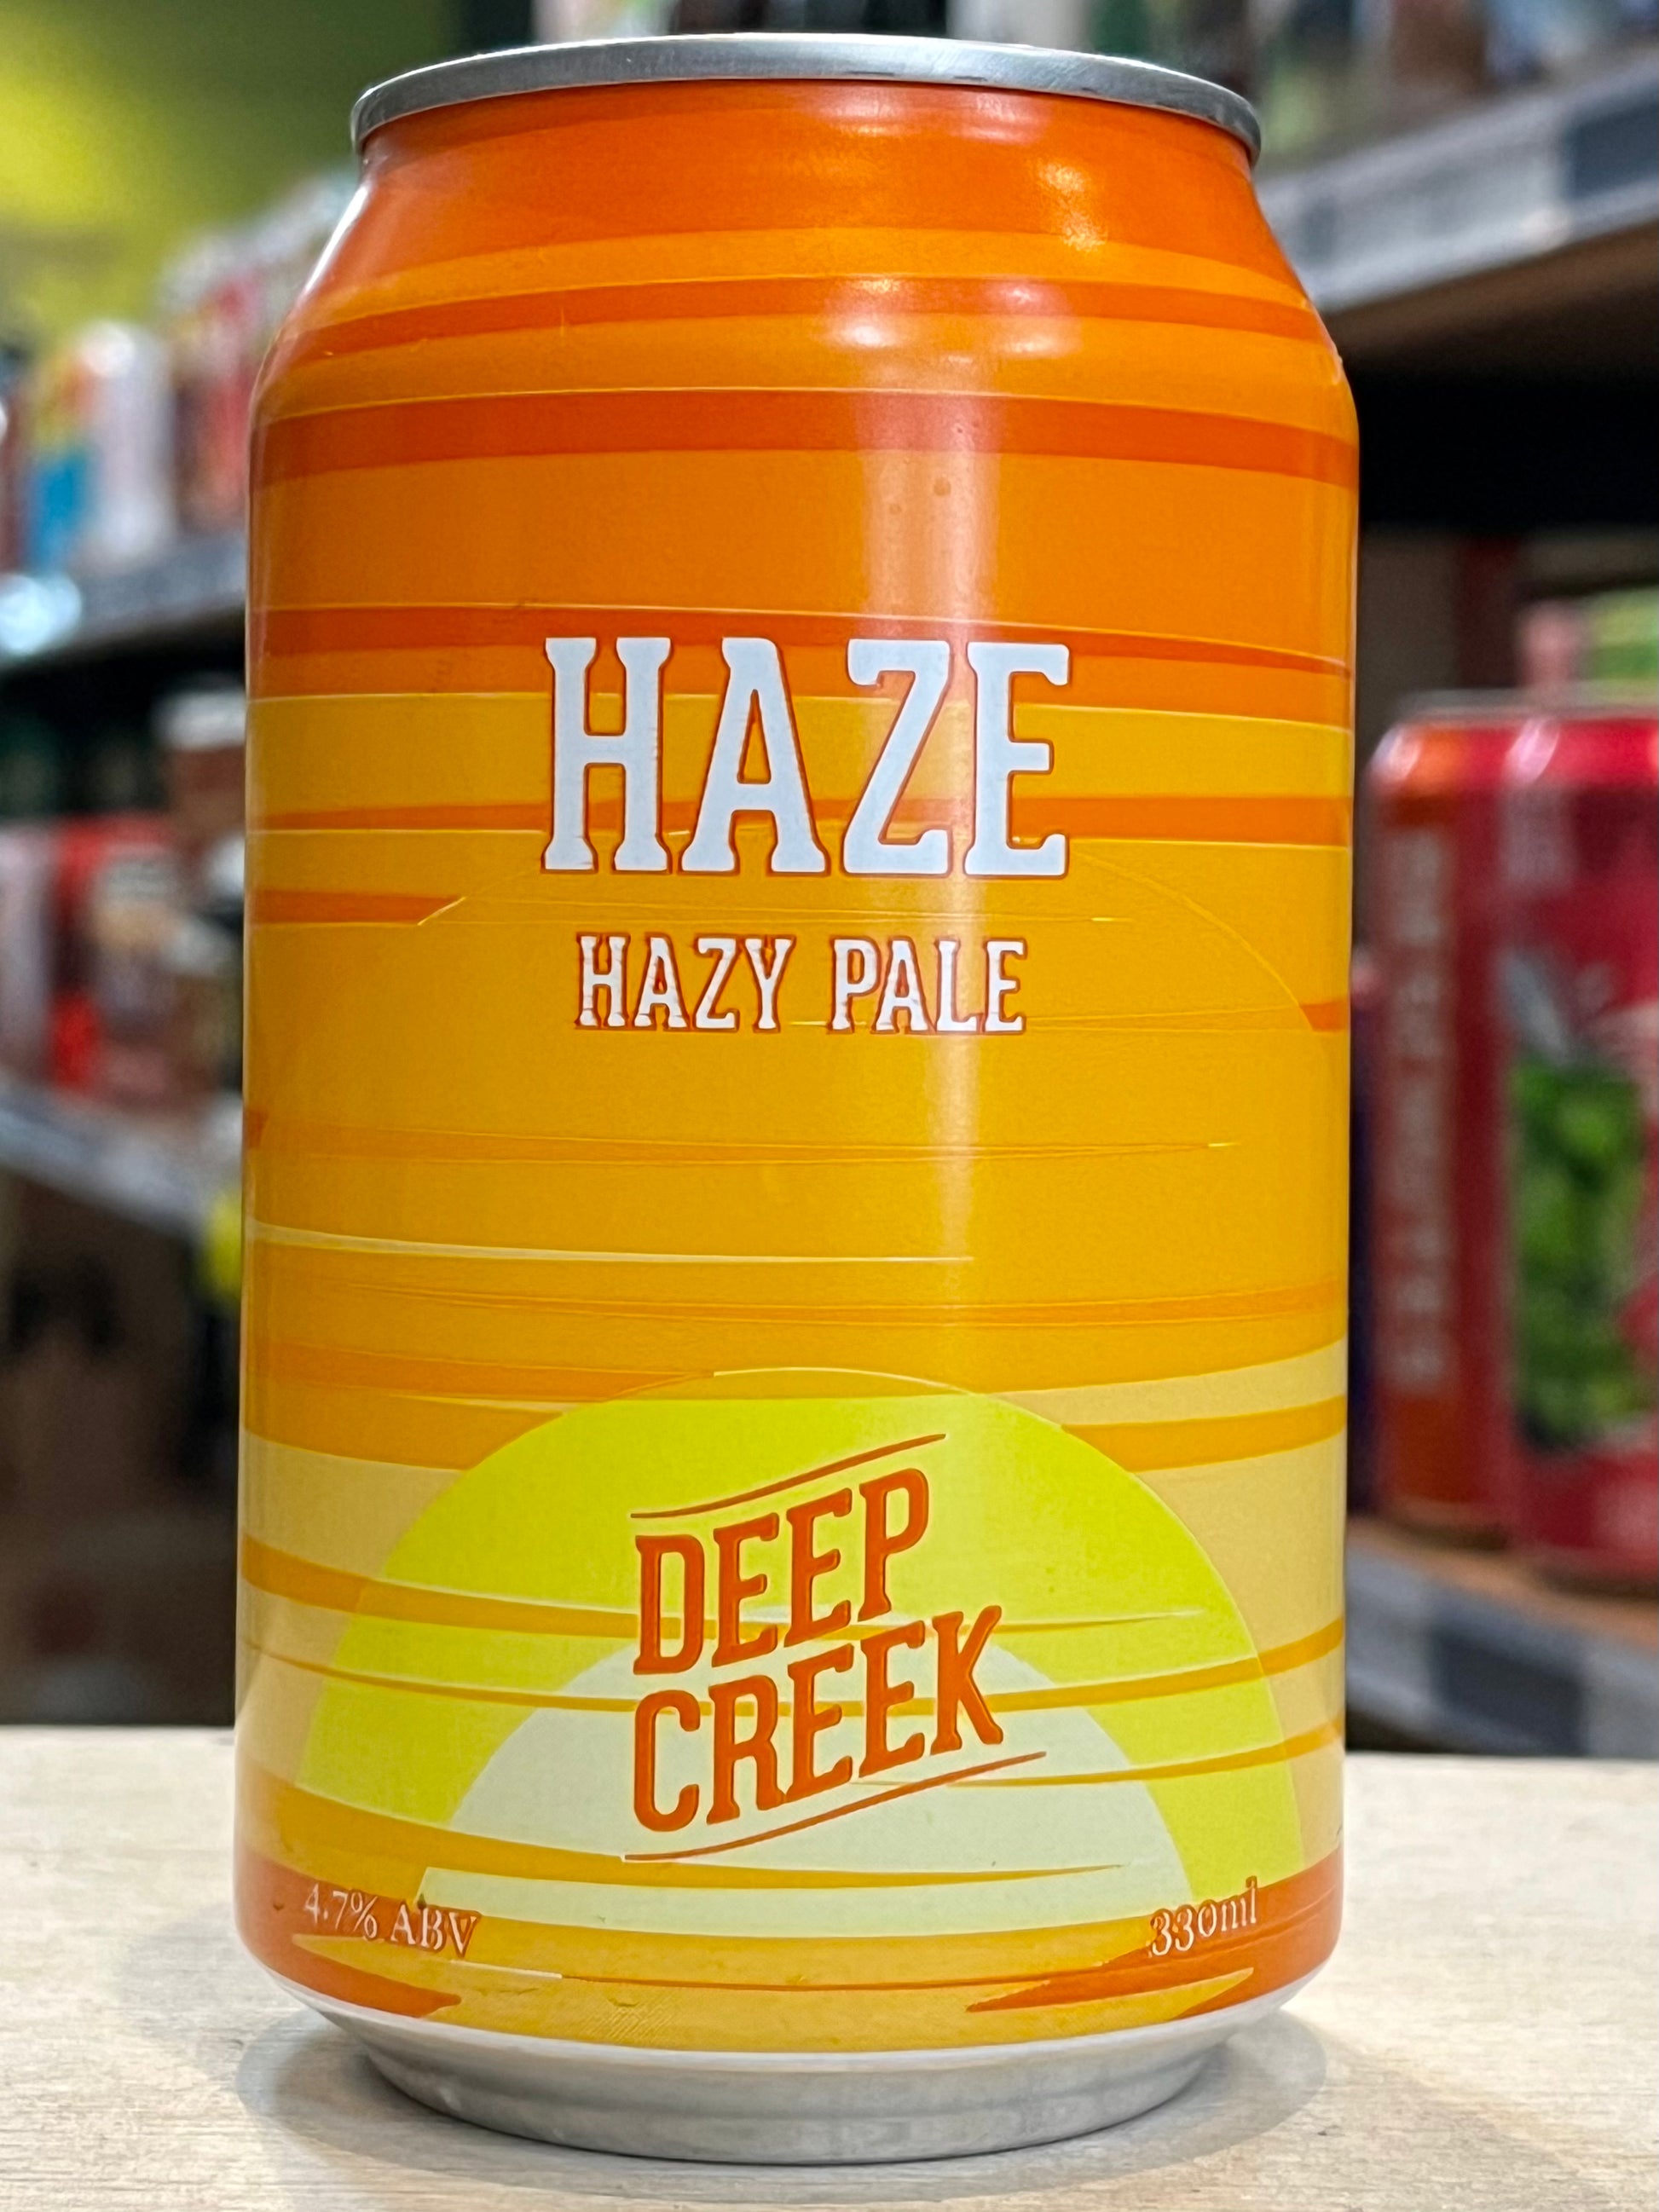 HAZE
HAZY PALE
DEEP
CREEK
4.7% ABV
330ml